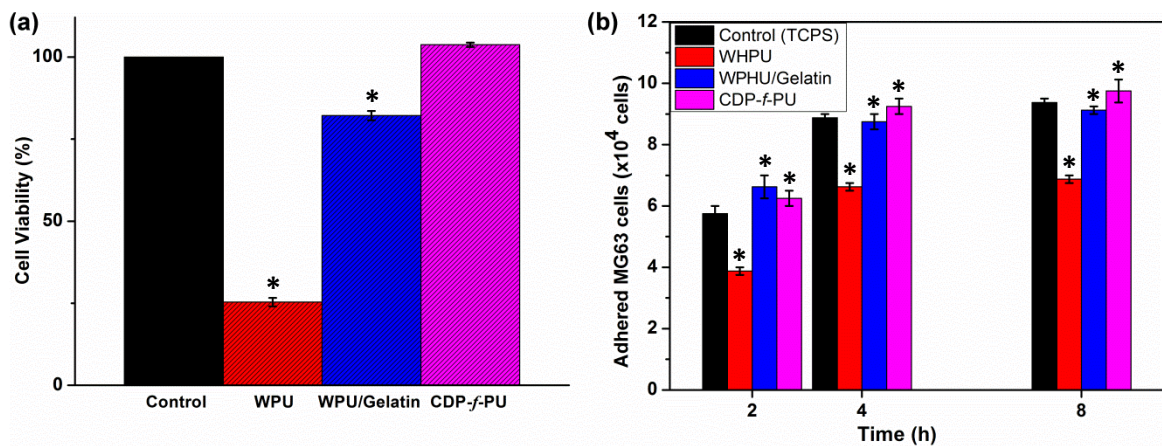 (a)
Cell Viability (%)
100
50
0
*
*
Control WPU WPU/Gelatin CDP-f-PU
(b)
Adhered MG63 cells (x10⁴ cells)
12
10
8
6
4
2
0
Control (TCPS)
WHPU
WPHU/Gelatin
CDP-f-PU
* * *
* * *
* * *
2 4 8
Time (h)